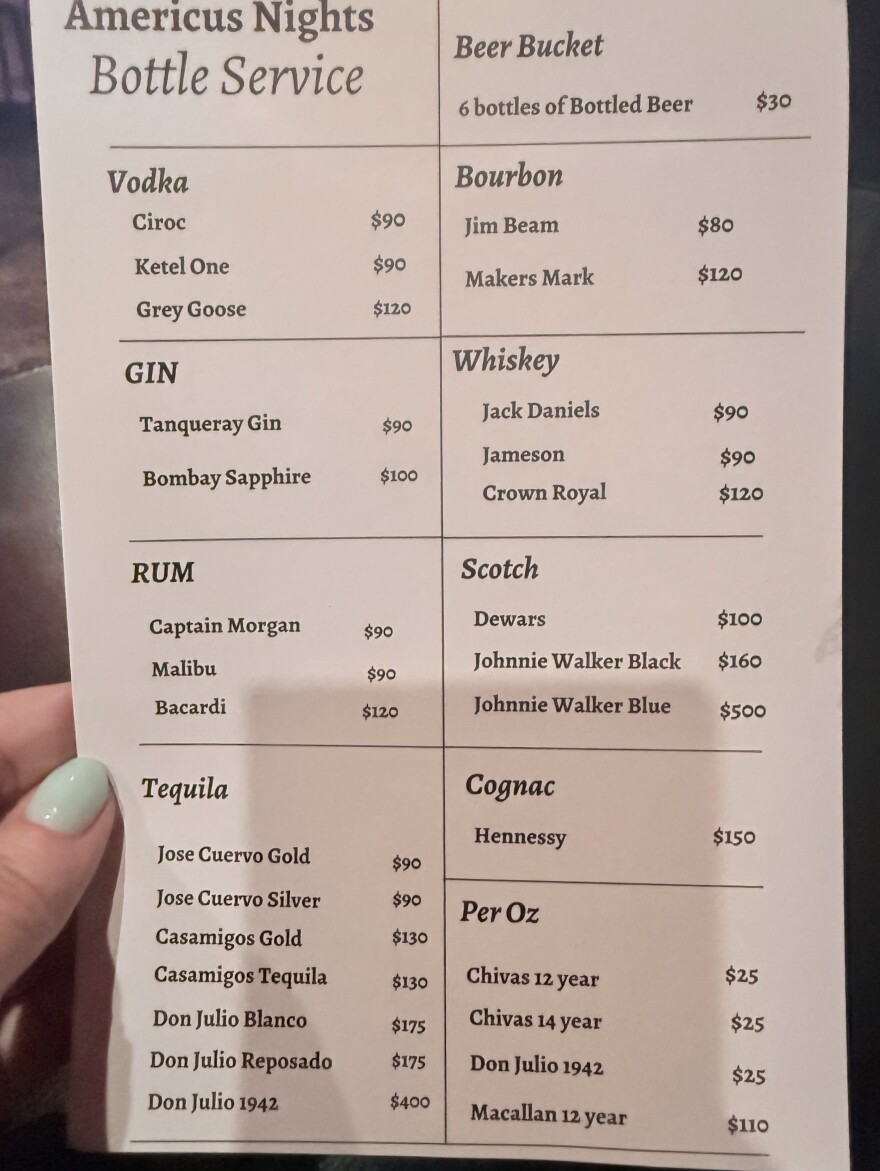 Americus Nights
Bottle Service
Vodka
Ciroc $90
Ketel One $90
Grey Goose $120
GIN
Tanqueray Gin $90
Bombay Sapphire $100
RUM
Captain Morgan $90
Malibu $90
Bacardi $120
Tequila
Jose Cuervo Gold $90
Jose Cuervo Silver $90
Casamigos Gold $130
Casamigos Tequila $130
Don Julio Blanco $175
Don Julio Reposado $175
Don Julio 1942 $400
Beer Bucket
6 bottles of Bottled Beer $30
Bourbon
Jim Beam $80
Makers Mark $120
Whiskey
Jack Daniels $90
Jameson $90
Crown Royal $120
Scotch
Dewars $100
Johnnie Walker Black $160
Johnnie Walker Blue $500
Cognac
Hennessy $150
Per Oz
Chivas 12 year $25
Chivas 14 year $25
Don Julio 1942 $25
Macallan 12 year $110